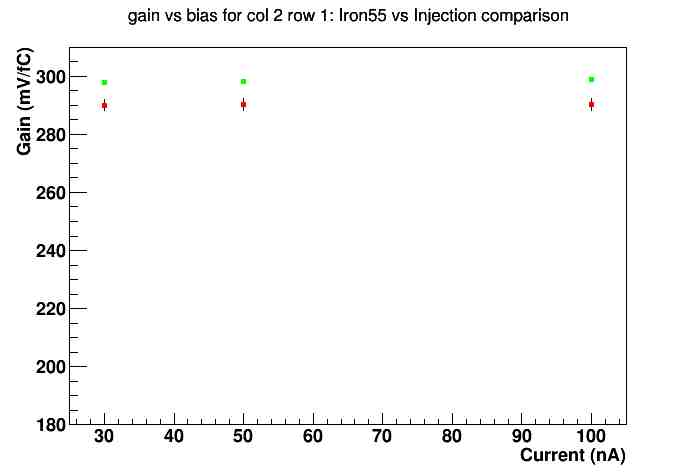 gain vs bias for col 2 row 1: Iron55 vs Injection comparison
Gain (mV/fC)
300
280
260
240
220
200
180
30 40 50 60 70 80 90 100
Current (nA)